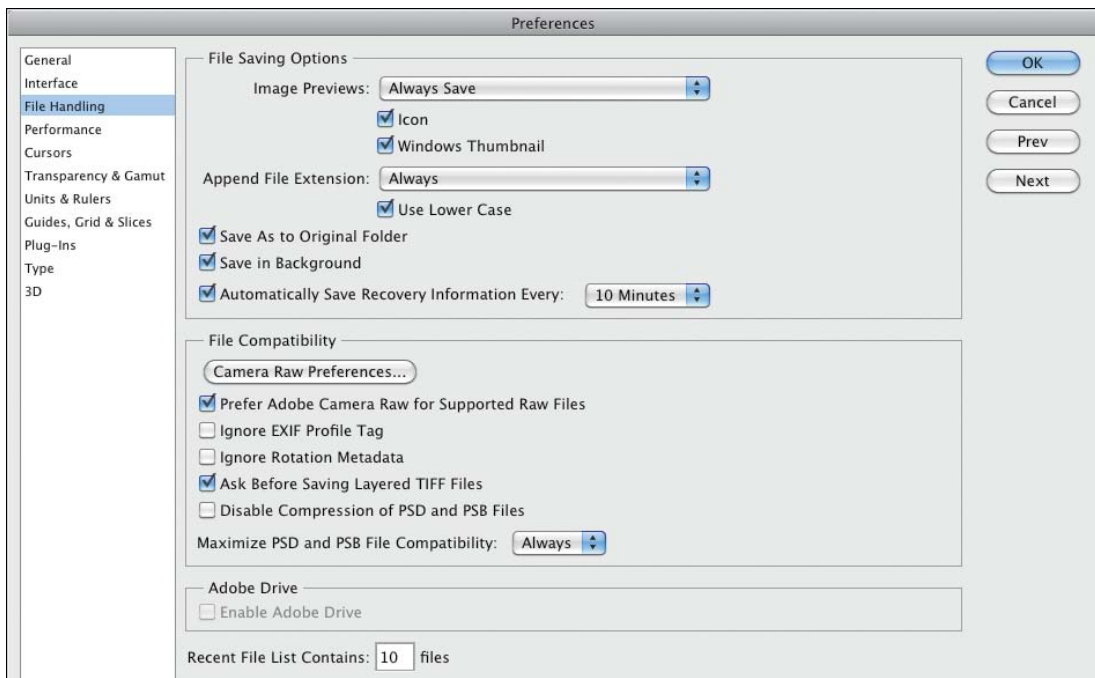 Preferences
General
Interface
File Handling
Performance
Cursors
Transparency & Gamut
Units & Rulers
Guides, Grid & Slices
Plug-Ins
Type
3D
File Saving Options
Image Previews: Always Save
Icon
Windows Thumbnail
Append File Extension: Always
Use Lower Case
Save As to Original Folder
Save in Background
Automatically Save Recovery Information Every: 10 Minutes
File Compatibility
Camera Raw Preferences...
Prefer Adobe Camera Raw for Supported Raw Files
Ignore EXIF Profile Tag
Ignore Rotation Metadata
Ask Before Saving Layered TIFF Files
Disable Compression of PSD and PSB Files
Maximize PSD and PSB File Compatibility: Always
Adobe Drive
Enable Adobe Drive
Recent File List Contains: 10 files
OK
Cancel
Prev
Next